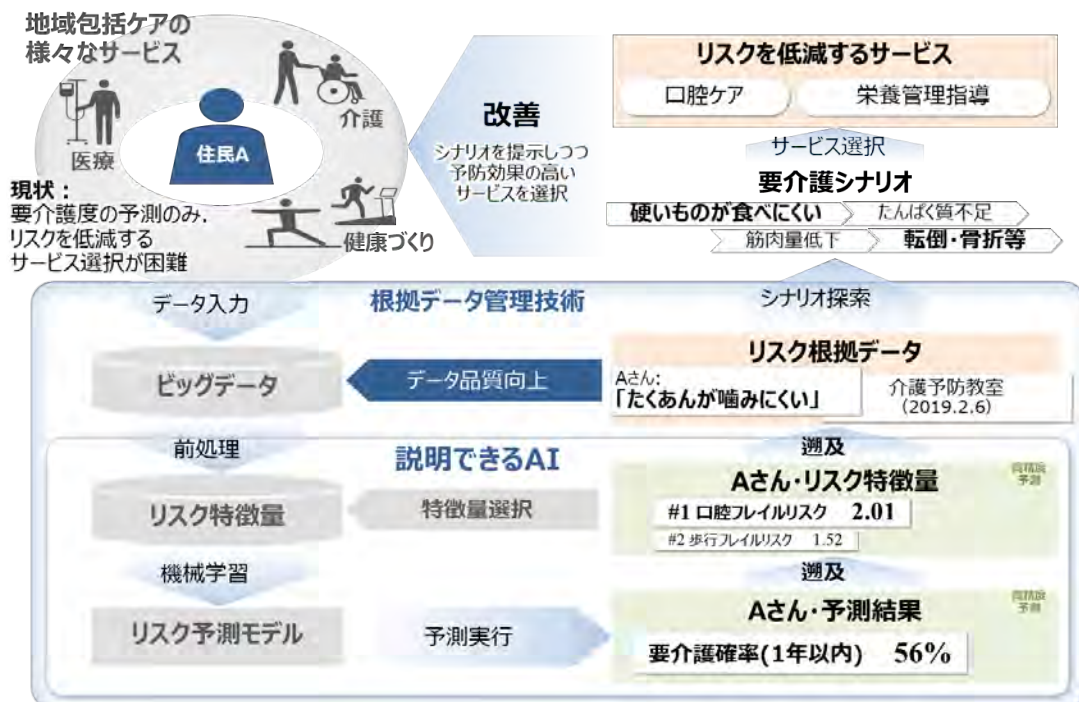 地域包括ケアの
様々なサービス
医療
住民A
介護
健康づくり
現状：
要介護度の予測のみ.
リスクを低減する
サービス選択が困難
改善
シナリオを提示しつつ
予防効果の高い
サービスを選択
リスクを低減するサービス
口腔ケア
栄養管理指導
サービス選択
要介護シナリオ
硬いものが食べにくい
たんぱく質不足
筋肉量低下
転倒・骨折等
データ入力
根拠データ管理技術
シナリオ探索
ビッグデータ
データ品質向上
リスク根拠データ
Aさん:
「たくあんが噛みにくい」
介護予防教室
(2019.2.6)
前処理
説明できるAI
遡及
リスク特徴量
特徴量選択
Aさん・リスク特徴量
高精度
予測
#1 口腔フレイルリスク 2.01
#2 歩行フレイルリスク 1.52
機械学習
遡及
リスク予測モデル
予測実行
Aさん・予測結果
高精度
予測
要介護確率(1年以内) 56%